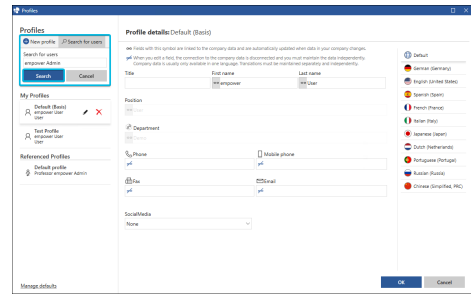 Profiles
Profiles
New profile
Search for users
Search for users
empower Admin
Search
Cancel
My Profiles
Default (Basis)
empower User
User
Test Profile
empower User
User
Referenced Profiles
Default profile
Professor empower Admin
Manage defaults
Profile details: Default (Basis)
Fields with this symbol are linked to the company data and are automatically updated when data in your company changes.
When you edit a field, the connection to the company data is disconnected and you must maintain the data independently.
Company data is usually only available in one language, translations must be maintained separately and independently.
Title
First name
Last name
empower
User
Position
Department
Phone
Mobile phone
Fax
Email
SocialMedia
None
Default
German (Germany)
English (United States)
Spanish (Spain)
French (France)
Italian (Italy)
Japanese (Japan)
Dutch (Netherlands)
Portuguese (Portugal)
Russian (Russia)
Chinese (Simplified, PRC)
OK
Cancel